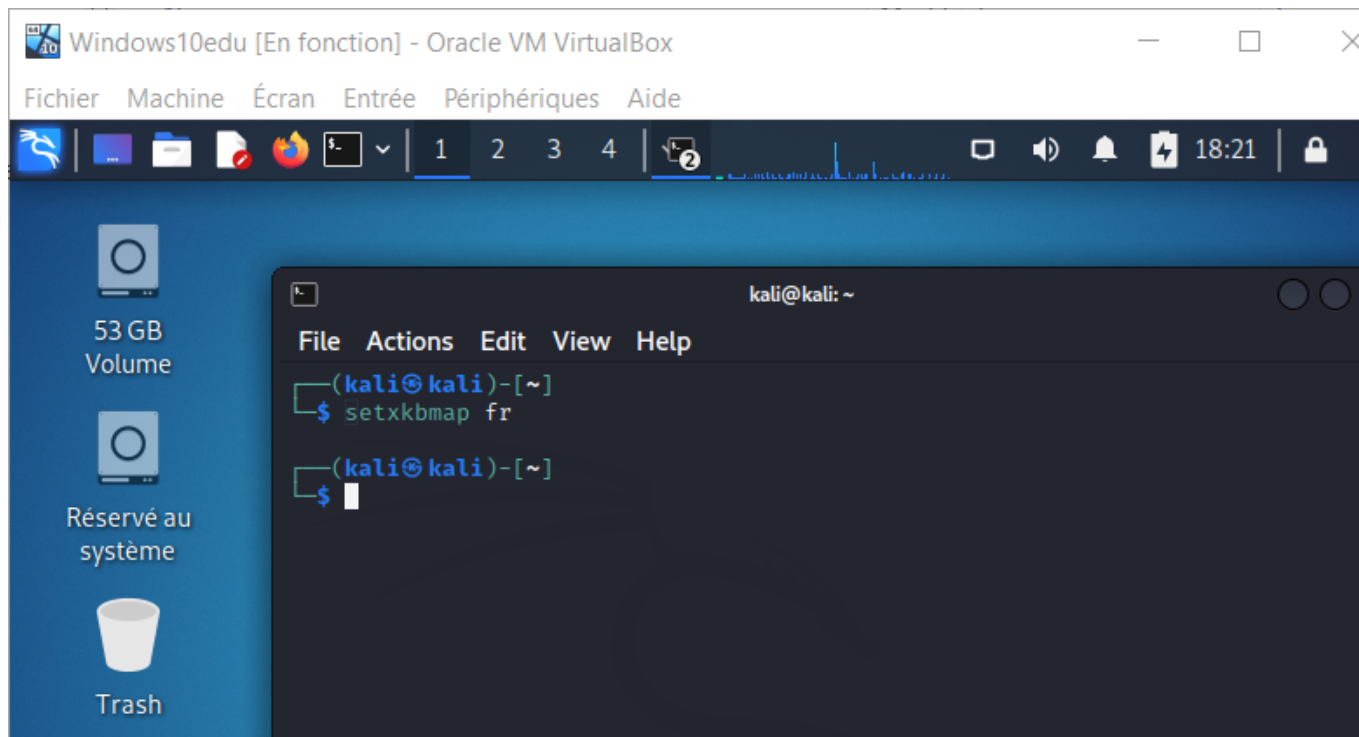 Windows10edu [En fonction] - Oracle VM VirtualBox
Fichier Machine Écran Entrée Périphériques Aide
1 2 3 4 2 18:21
53 GB
Volume
Réservé au
système
Trash
kali@kali: ~
File Actions Edit View Help
┌──(kali㉿kali)-[~]
└─$ setxkbmap fr
┌──(kali㉿kali)-[~]
└─$